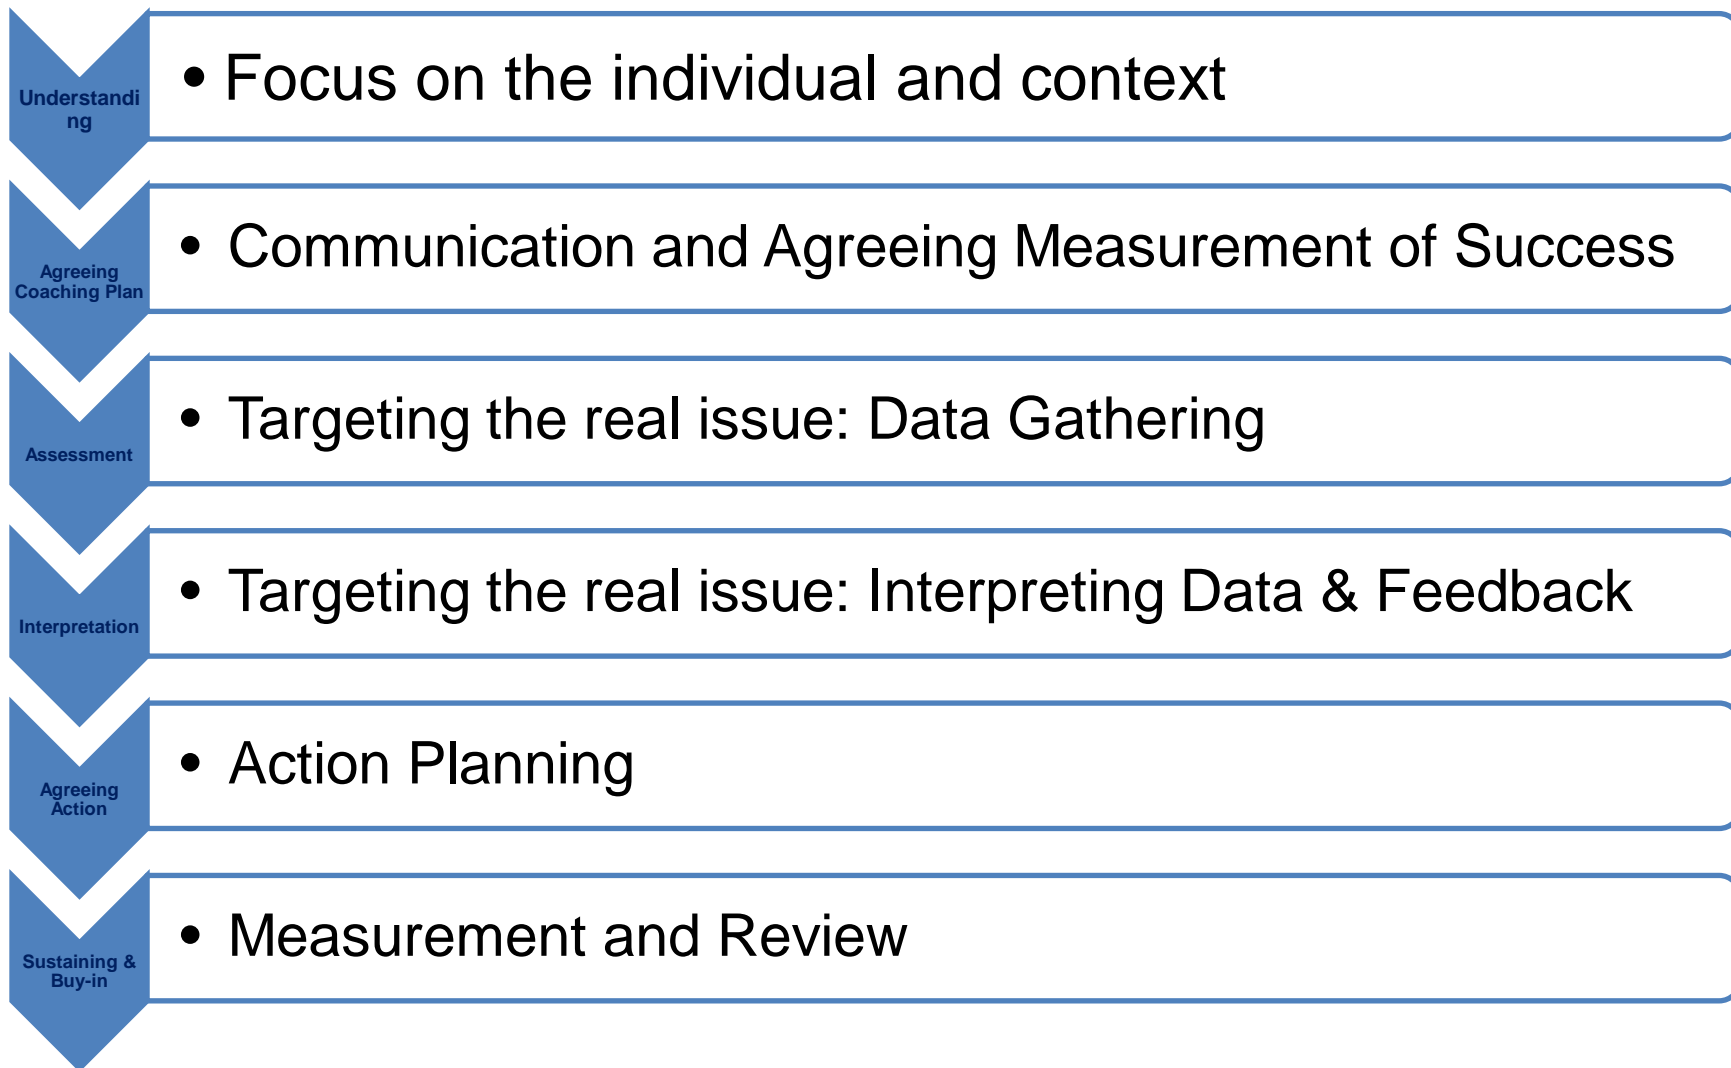 Understandi
ng
• Focus on the individual and context
Agreeing
Coaching Plan
• Communication and Agreeing Measurement of Success
Assessment
• Targeting the real issue: Data Gathering
Interpretation
• Targeting the real issue: Interpreting Data & Feedback
Agreeing
Action
• Action Planning
Sustaining &
Buy-in
• Measurement and Review